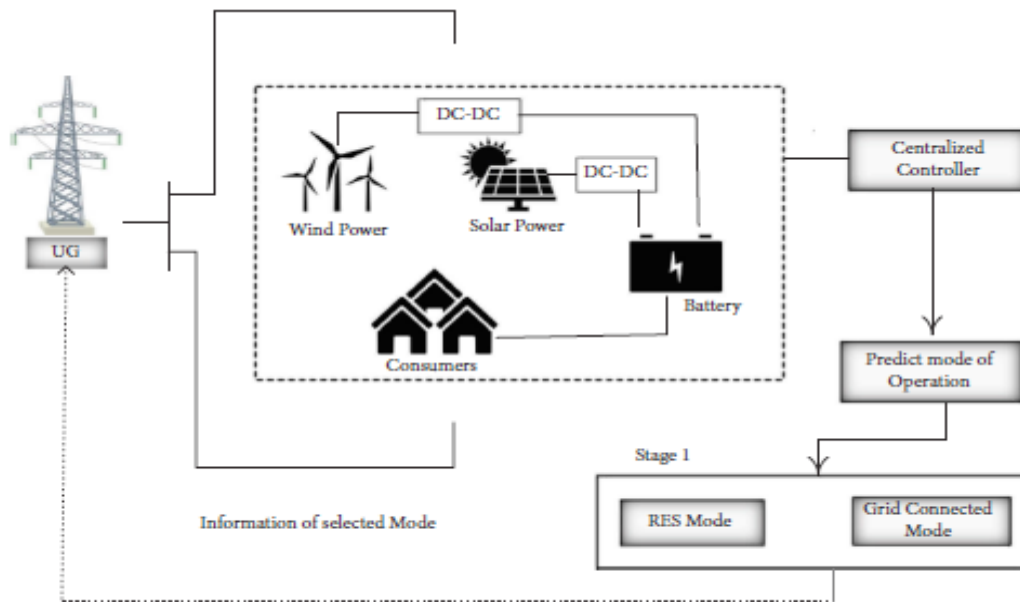 DC-DC
DC-DC
Wind Power
Solar Power
UG
Battery
Consumers
Centralized
Controller
Predict mode of
Operation
Stage 1
RES Mode
Grid Connected
Mode
Information of selected Mode